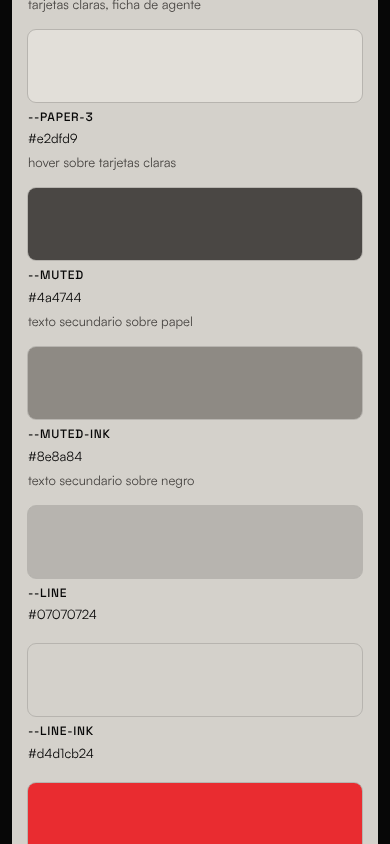 tarjetas claras, ficha de agente
--PAPER-3
#e2dfd9
hover sobre tarjetas claras
--MUTED
#4a4744
texto secundario sobre papel
--MUTED-INK
#8e8a84
texto secundario sobre negro
--LINE
#07070724
--LINE-INK
#d4d1cb24